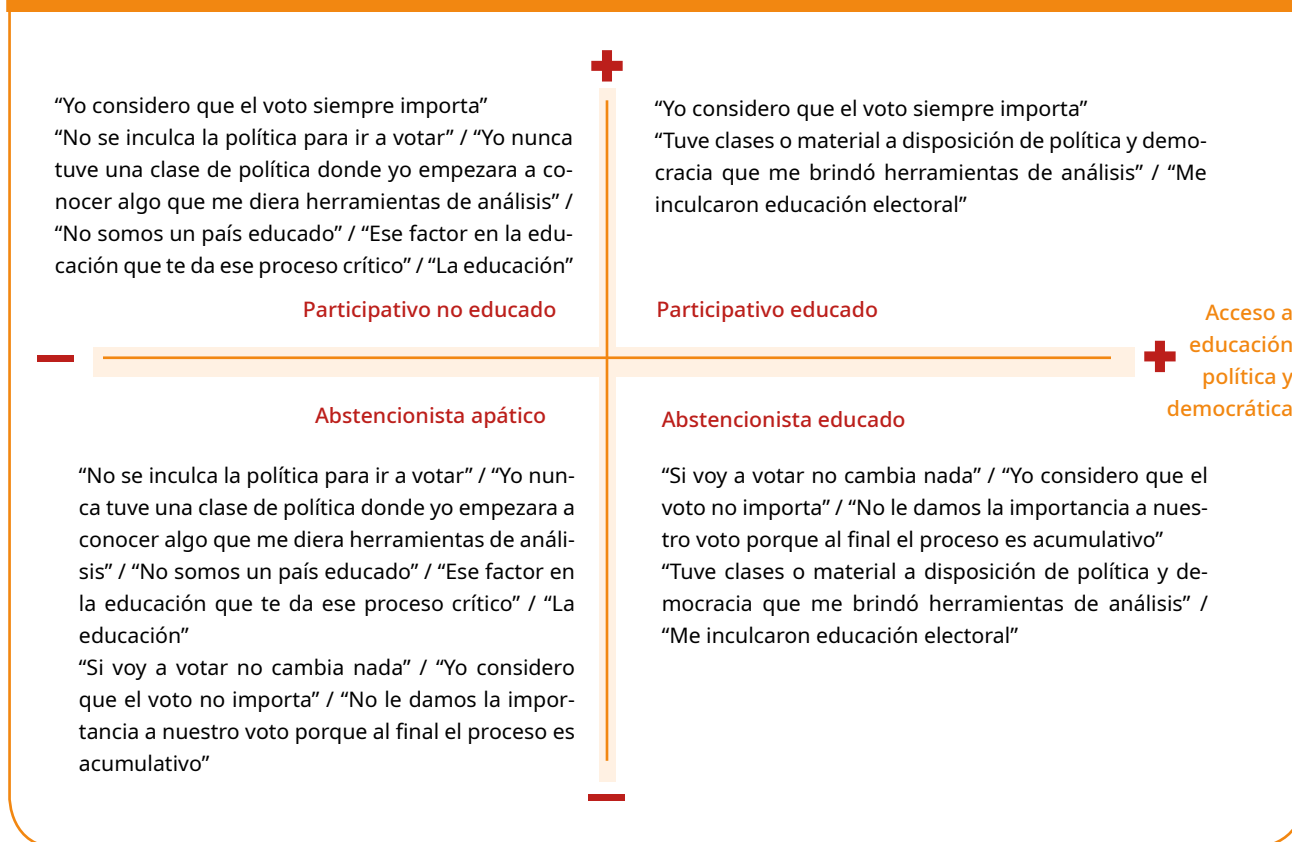 “Yo considero que el voto siempre importa”
“No se inculca la política para ir a votar” / “Yo nunca
tuve una clase de política donde yo empezara a co-
nocer algo que me diera herramientas de análisis” /
“No somos un país educado” / “Ese factor en la edu-
cación que te da ese proceso crítico” / “La educación”
Participativo no educado
“Yo considero que el voto siempre importa”
“Tuve clases o material a disposición de política y demo-
cracia que me brindó herramientas de análisis” / “Me
inculcaron educación electoral”
Participativo educado
Acceso a
educación
política y
democrática
Abstencionista apático
“No se inculca la política para ir a votar” / “Yo nun-
ca tuve una clase de política donde yo empezara a
conocer algo que me diera herramientas de análi-
sis” / “No somos un país educado” / “Ese factor en
la educación que te da ese proceso crítico” / “La
educación”
“Si voy a votar no cambia nada” / “Yo considero
que el voto no importa” / “No le damos la impor-
tancia a nuestro voto porque al final el proceso es
acumulativo”
Abstencionista educado
“Si voy a votar no cambia nada” / “Yo considero que el
voto no importa” / “No le damos la importancia a nues-
tro voto porque al final el proceso es acumulativo”
“Tuve clases o material a disposición de política y de-
mocracia que me brindó herramientas de análisis” /
“Me inculcaron educación electoral”